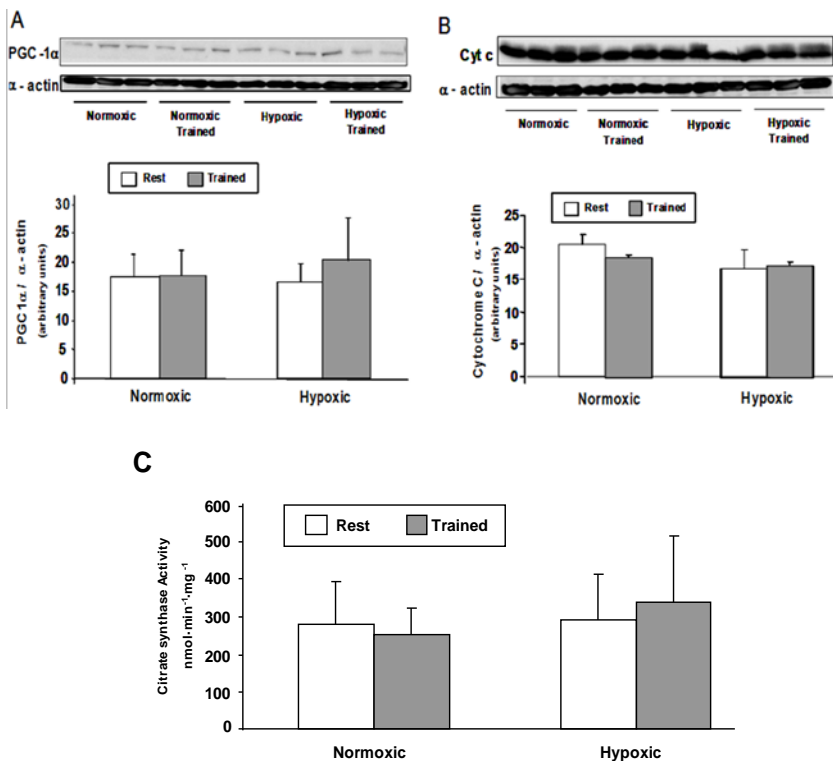 A
PGC -1α
α - actin
Normoxic
Normoxic
Trained
Hypoxic
Hypoxic
Trained
Rest Trained
PGC 1α / α - actin
(arbitrary units)
30
25
20
15
10
5
0
Normoxic Hypoxic
B
Cyt c
α - actin
Normoxic
Normoxic
Trained
Hypoxic
Hypoxic
Trained
Rest Trained
Cytochrome C / α - actin
(arbitrary units)
25
20
15
10
5
0
Normoxic Hypoxic
C
Rest Trained
Citrate synthase Activity
nmol·min⁻¹·mg⁻¹
600
500
400
300
200
100
0
Normoxic Hypoxic